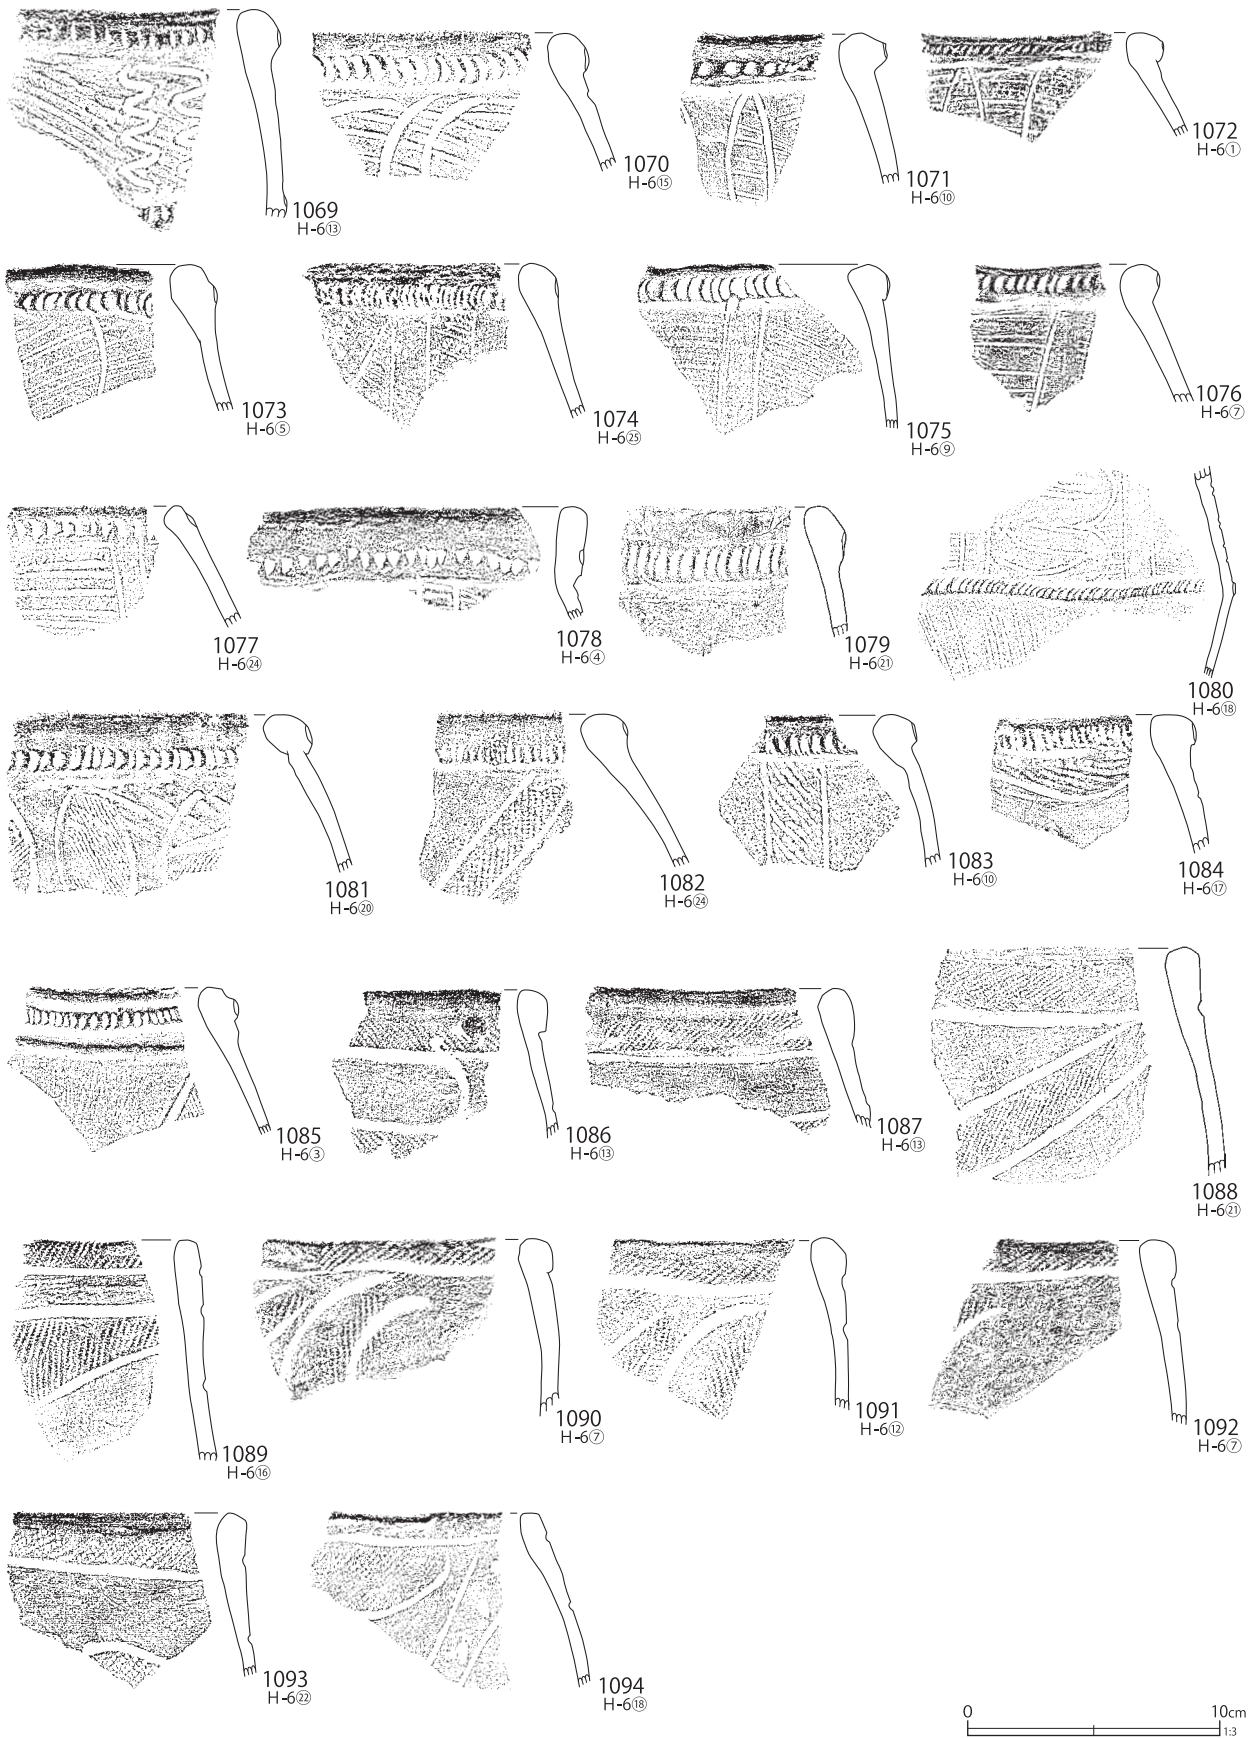 1069
H-6⑬
1070
H-6⑮
1071
H-6⑩
1072
H-6①
1073
H-6⑤
1074
H-6㉕
1075
H-6⑨
1076
H-6⑦
1077
H-6㉔
1078
H-6④
1079
H-6㉑
1080
H-6⑱
1081
H-6⑳
1082
H-6㉔
1083
H-6⑩
1084
H-6⑰
1085
H-6③
1086
H-6⑬
1087
H-6⑬
1088
H-6㉑
1089
H-6⑯
1090
H-6⑦
1091
H-6⑫
1092
H-6⑦
1093
H-6㉒
1094
H-6⑱
0 10cm
1:3